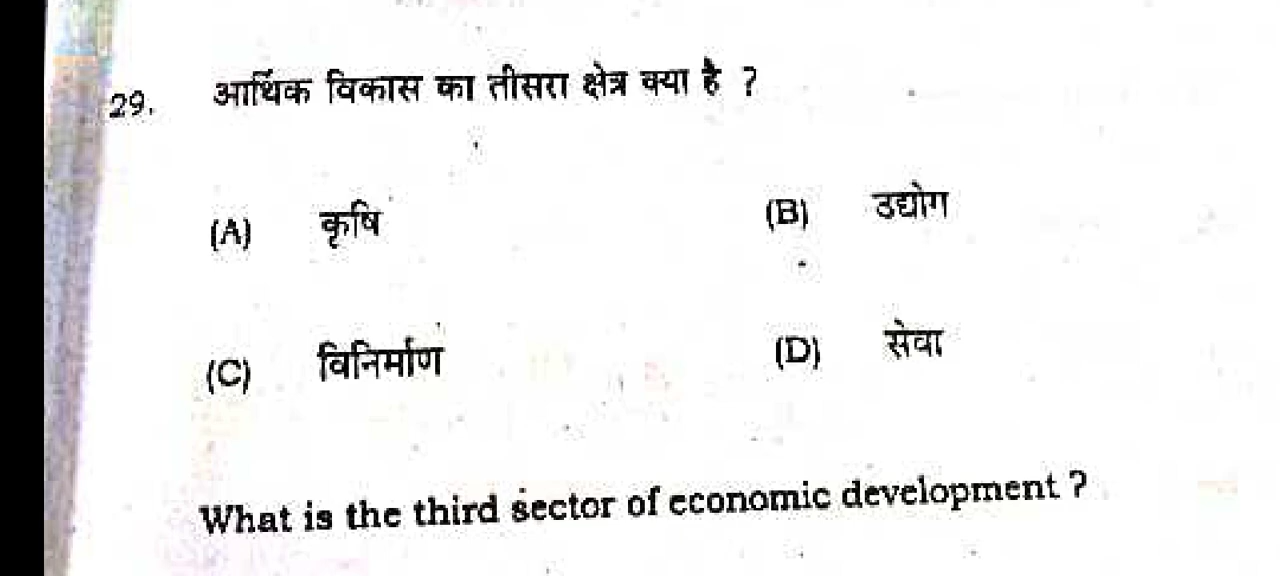 29. आर्थिक विकास का तीसरा क्षेत्र क्या है ?
(A) कृषि (B) उद्योग
(C) विनिर्माण (D) सेवा
What is the third sector of economic development ?